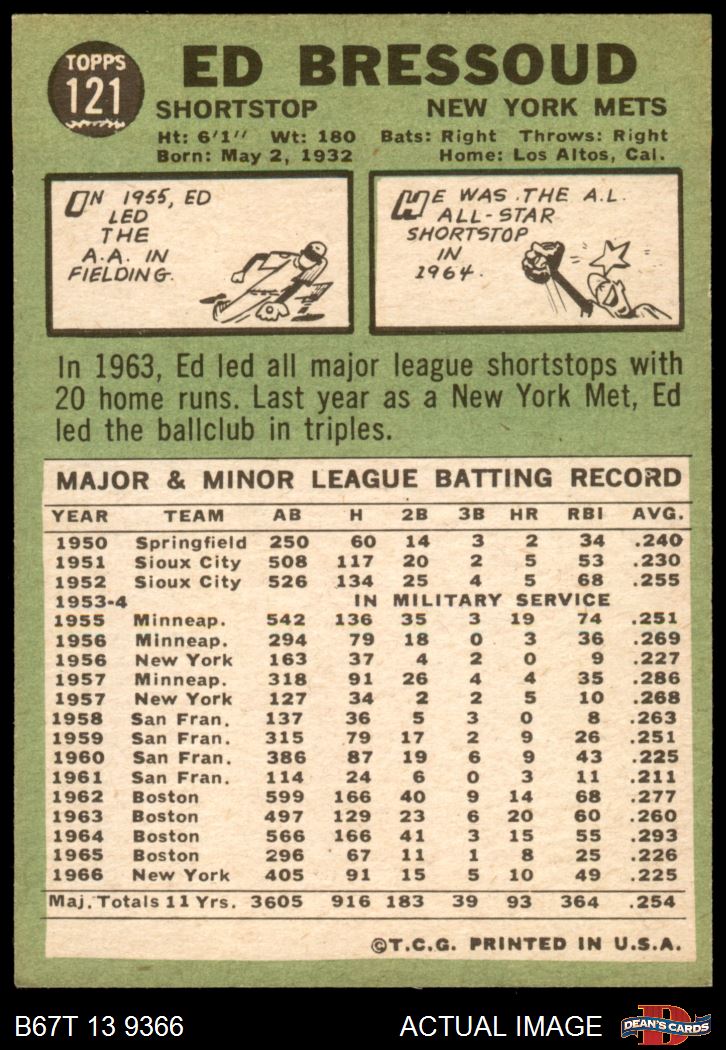 TOPPS
121
ED BRESSOUD
SHORTSTOP NEW YORK METS
Ht: 6'1" Wt: 180 Bats: Right Throws: Right
Born: May 2, 1932 Home: Los Altos, Cal.
ON 1955, ED
LED
THE
A.A. IN
FIELDING.
HE WAS THE A.L.
ALL-STAR
SHORTSTOP
IN
1964.
In 1963, Ed led all major league shortstops with
20 home runs. Last year as a New York Met, Ed
led the ballclub in triples.
MAJOR & MINOR LEAGUE BATTING RECORD
YEAR TEAM AB H 2B 3B HR RBI AVG.
1950 Springfield 250 60 14 3 2 34 .240
1951 Sioux City 508 117 20 2 5 53 .230
1952 Sioux City 526 134 25 4 5 68 .255
1953-4 IN MILITARY SERVICE
1955 Minneap. 542 136 35 3 19 74 .251
1956 Minneap. 294 79 18 0 3 36 .269
1956 New York 163 37 4 2 0 9 .227
1957 Minneap. 318 91 26 4 4 35 .286
1957 New York 127 34 2 2 5 10 .268
1958 San Fran. 137 36 5 3 0 8 .263
1959 San Fran. 315 79 17 2 9 26 .251
1960 San Fran. 386 87 19 6 9 43 .225
1961 San Fran. 114 24 6 0 3 11 .211
1962 Boston 599 166 40 9 14 68 .277
1963 Boston 497 129 23 6 20 60 .260
1964 Boston 566 166 41 3 15 55 .293
1965 Boston 296 67 11 1 8 25 .226
1966 New York 405 91 15 5 10 49 .225
Maj. Totals 11 Yrs. 3605 916 183 39 93 364 .254
©T.C.G. PRINTED IN U.S.A.
B67T 13 9366 ACTUAL IMAGE
D
DEAN'S CARDS